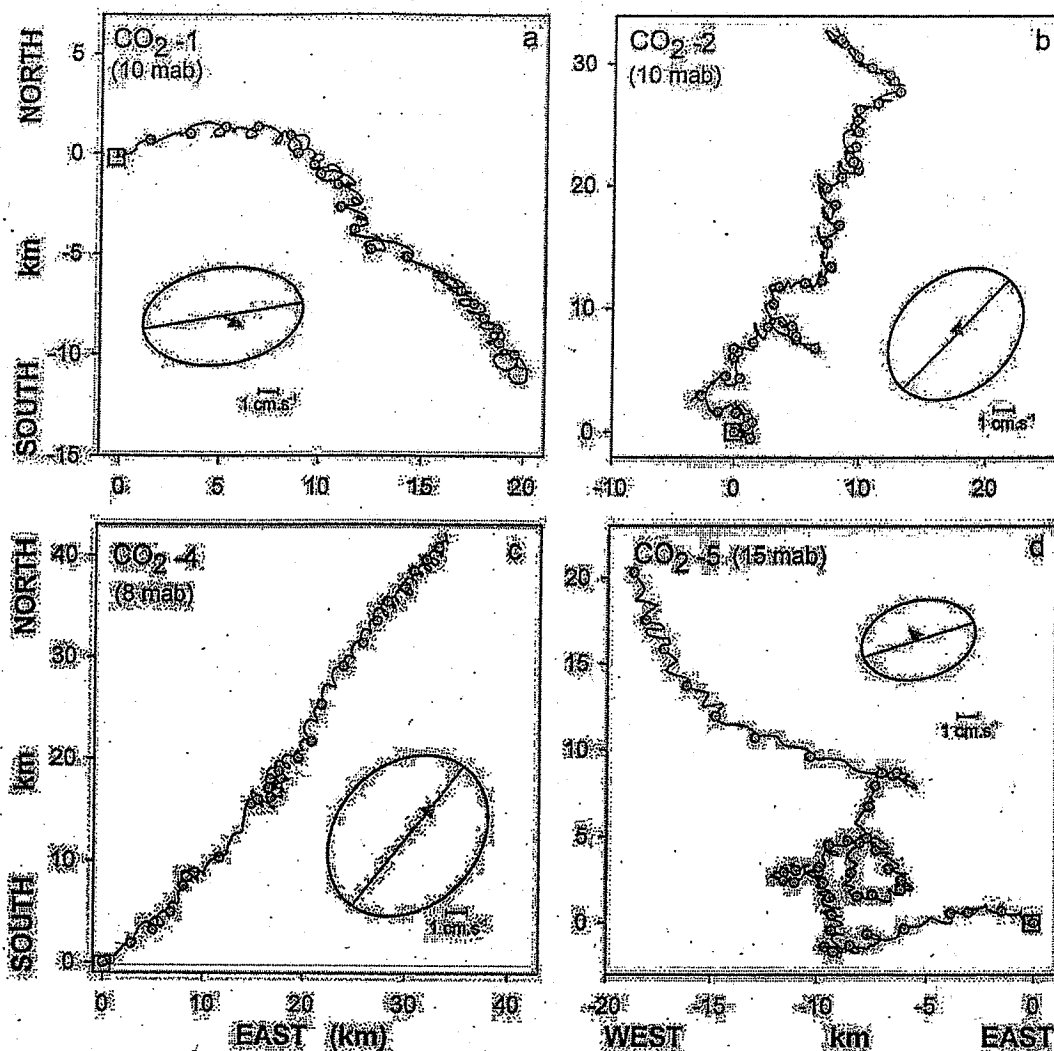 CO2 -1
(10 mab)
a
NORTH
5
0
km
-5
-10
SOUTH
-15
1 cm.s-1
0
5
10
15
20
CO2 -2
(10 mab)
b
30
20
10
0
1 cm.s-1
-10
0
10
20
CO2 -4
(8 mab)
c
NORTH
40
30
km
20
10
SOUTH
0
1 cm.s-1
0
10
20
30
40
EAST (km)
CO2 -5 (15 mab)
d
20
15
10
5
0
1 cm.s-1
-20
-15
-10
-5
0
WEST km EAST